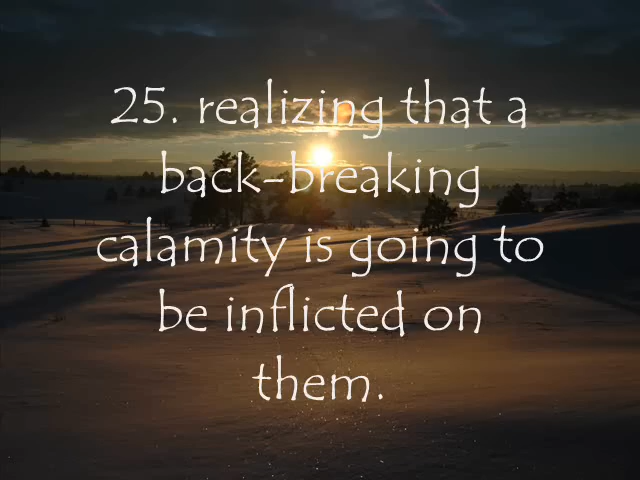 25. realizing that a
back-breaking
calamity is going to
be inflicted on
them.